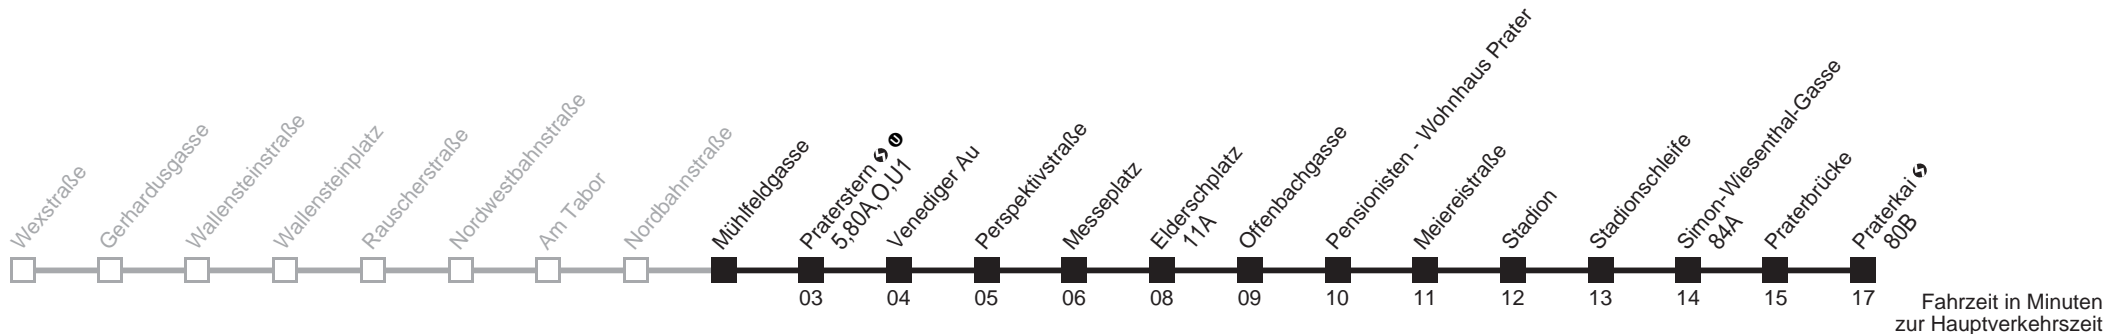 Wexstraße
Gerhardusgasse
Wallensteinstraße
Wallensteinplatz
Rauscherstraße
Nordwestbahnstraße
Am Tabor
Nordbahnstraße
Mühlfeldgasse
Praterstern S U
5,80A,O,U1
Venediger Au
Perspektivstraße
Messeplatz
Elderschplatz
11A
Offenbachgasse
Pensionisten - Wohnhaus Prater
Meiereistraße
Stadion
Stadionschleife
Simon-Wiesenthal-Gasse
84A
Praterbrücke
Praterkai S
80B
03 04 05 06 08 09 10 11 12 13 14 15 17
Fahrzeit in Minuten
zur Hauptverkehrszeit